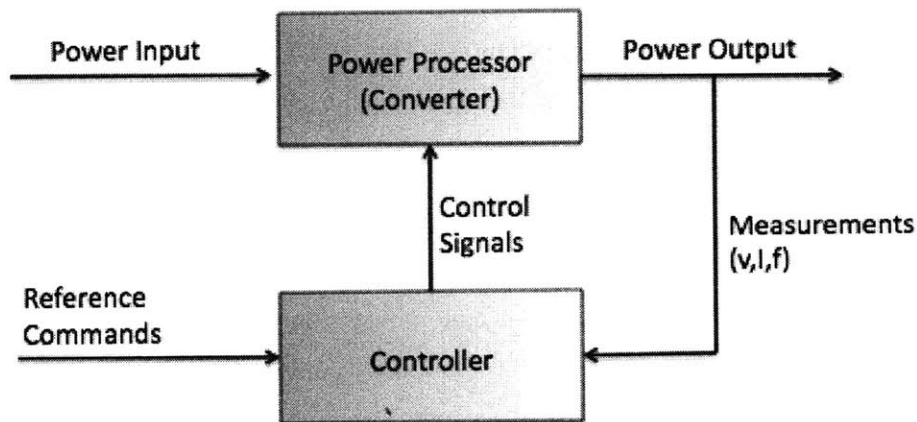 Power Input
Power Processor
(Converter)
Power Output
Control
Signals
Measurements
(v,I,f)
Reference
Commands
Controller